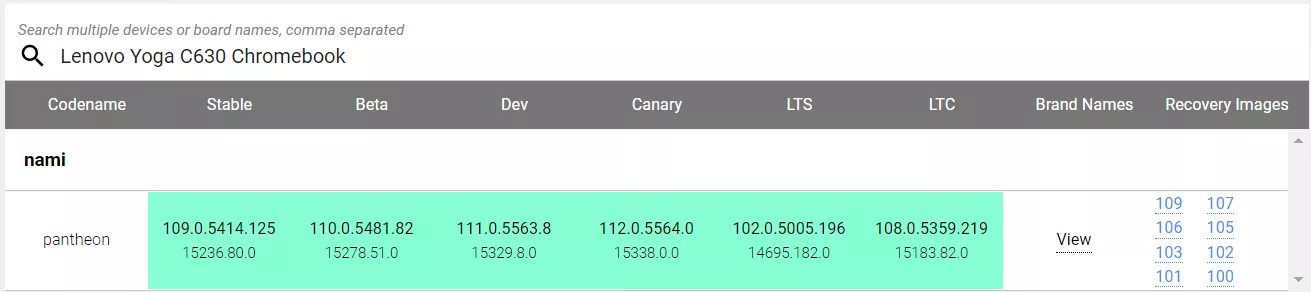 Search multiple devices or board names, comma separated
Lenovo Yoga C630 Chromebook
Codename Stable Beta Dev Canary LTS LTC Brand Names Recovery Images
nami
pantheon 109.0.5414.125 110.0.5481.82 111.0.5563.8 112.0.5564.0 102.0.5005.196 108.0.5359.219 View 109 107
15236.80.0 15278.51.0 15329.8.0 15338.0.0 14695.182.0 15183.82.0 106 105
103 102
101 100